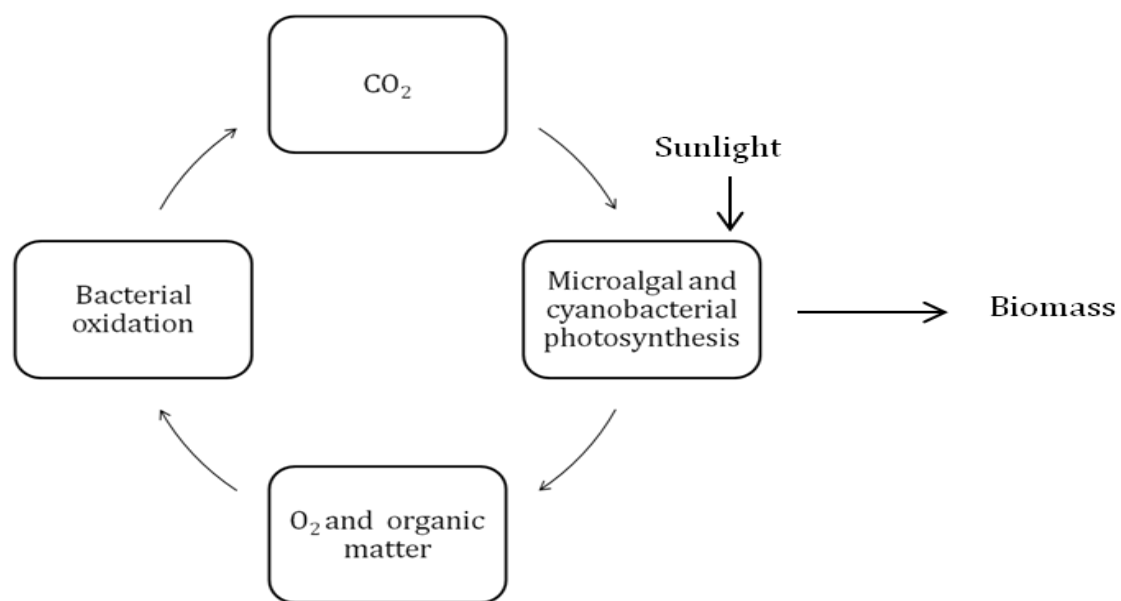 CO₂
Sunlight
Microalgal and
cyanobacterial
photosynthesis
Biomass
Bacterial
oxidation
O₂ and organic
matter